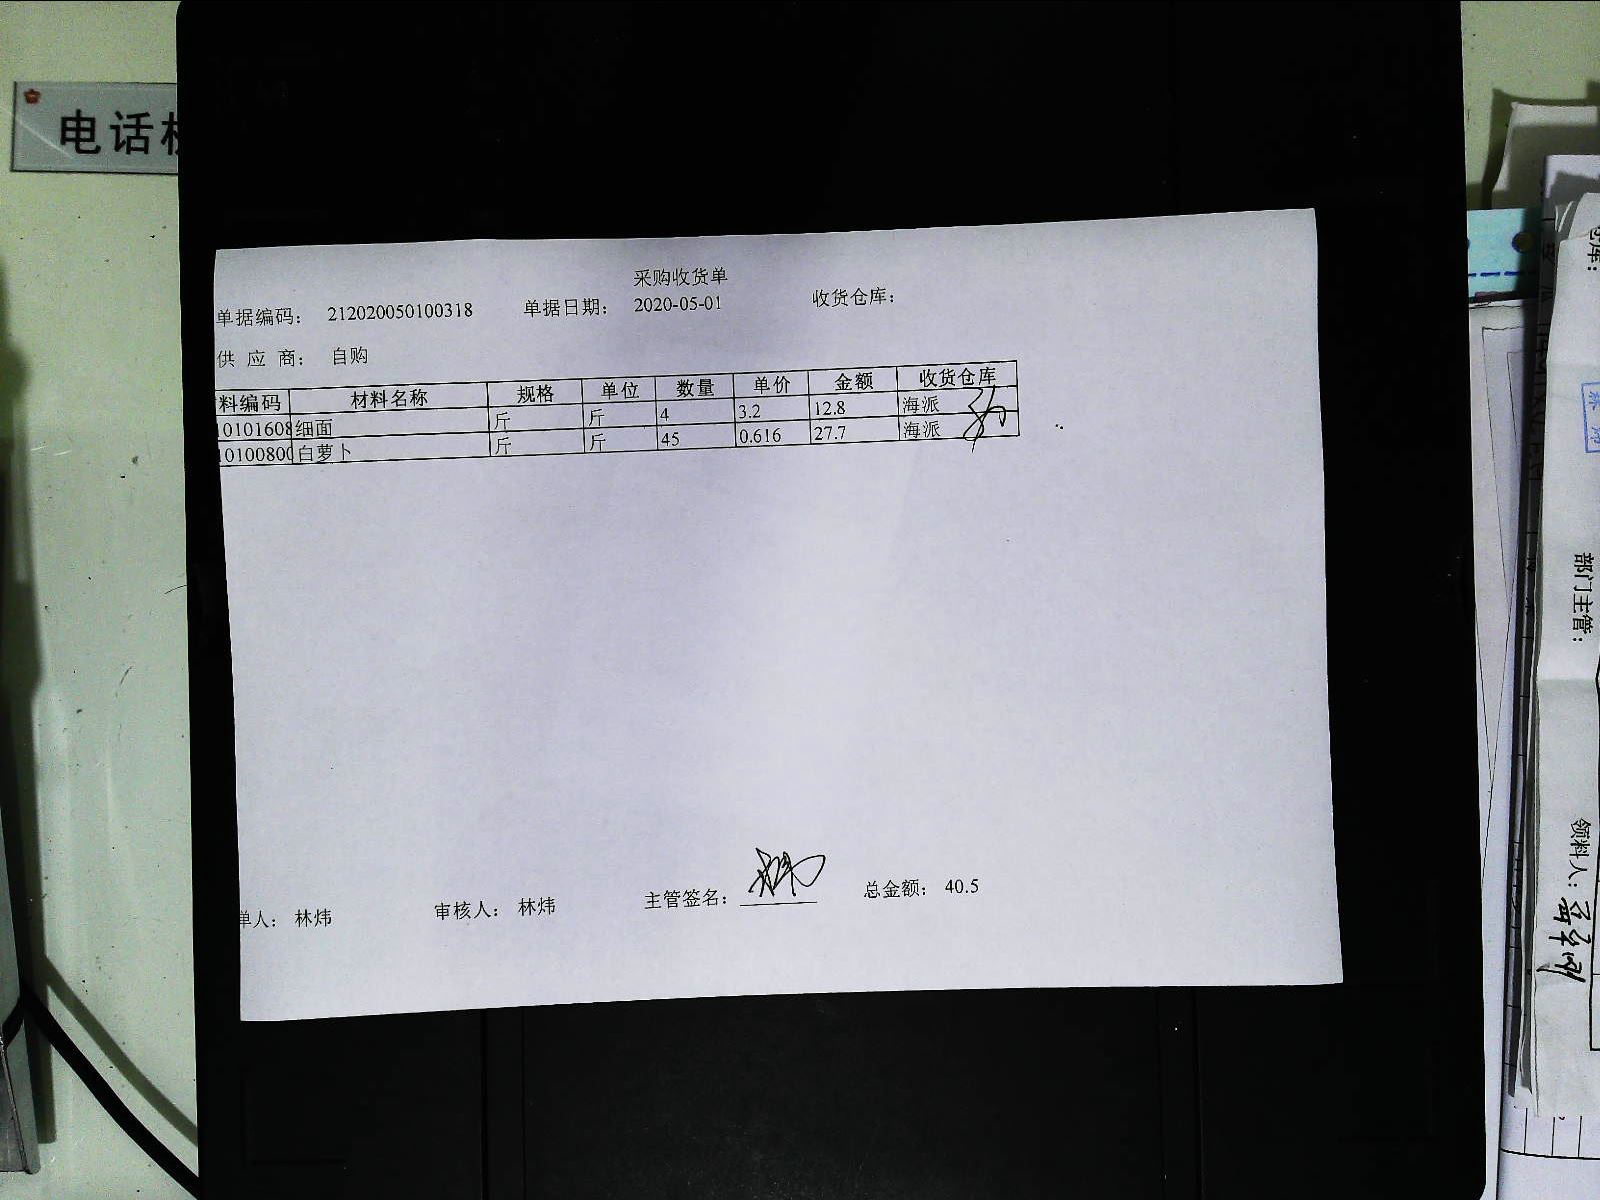 电话
采购收货单
单据编码： 212020050100318 单据日期： 2020-05-01 收货仓库：
供 应 商： 自购
料编码 材料名称 规格 单位 数量 单价 金额 收货仓库
10101608 细面 斤 斤 4 3.2 12.8 海派
1010080 白萝卜 斤 斤 45 0.616 27.7 海派
单人： 林炜 审核人： 林炜 主管签名： 总金额： 40.5
仓库：
部门主管：
领料人：